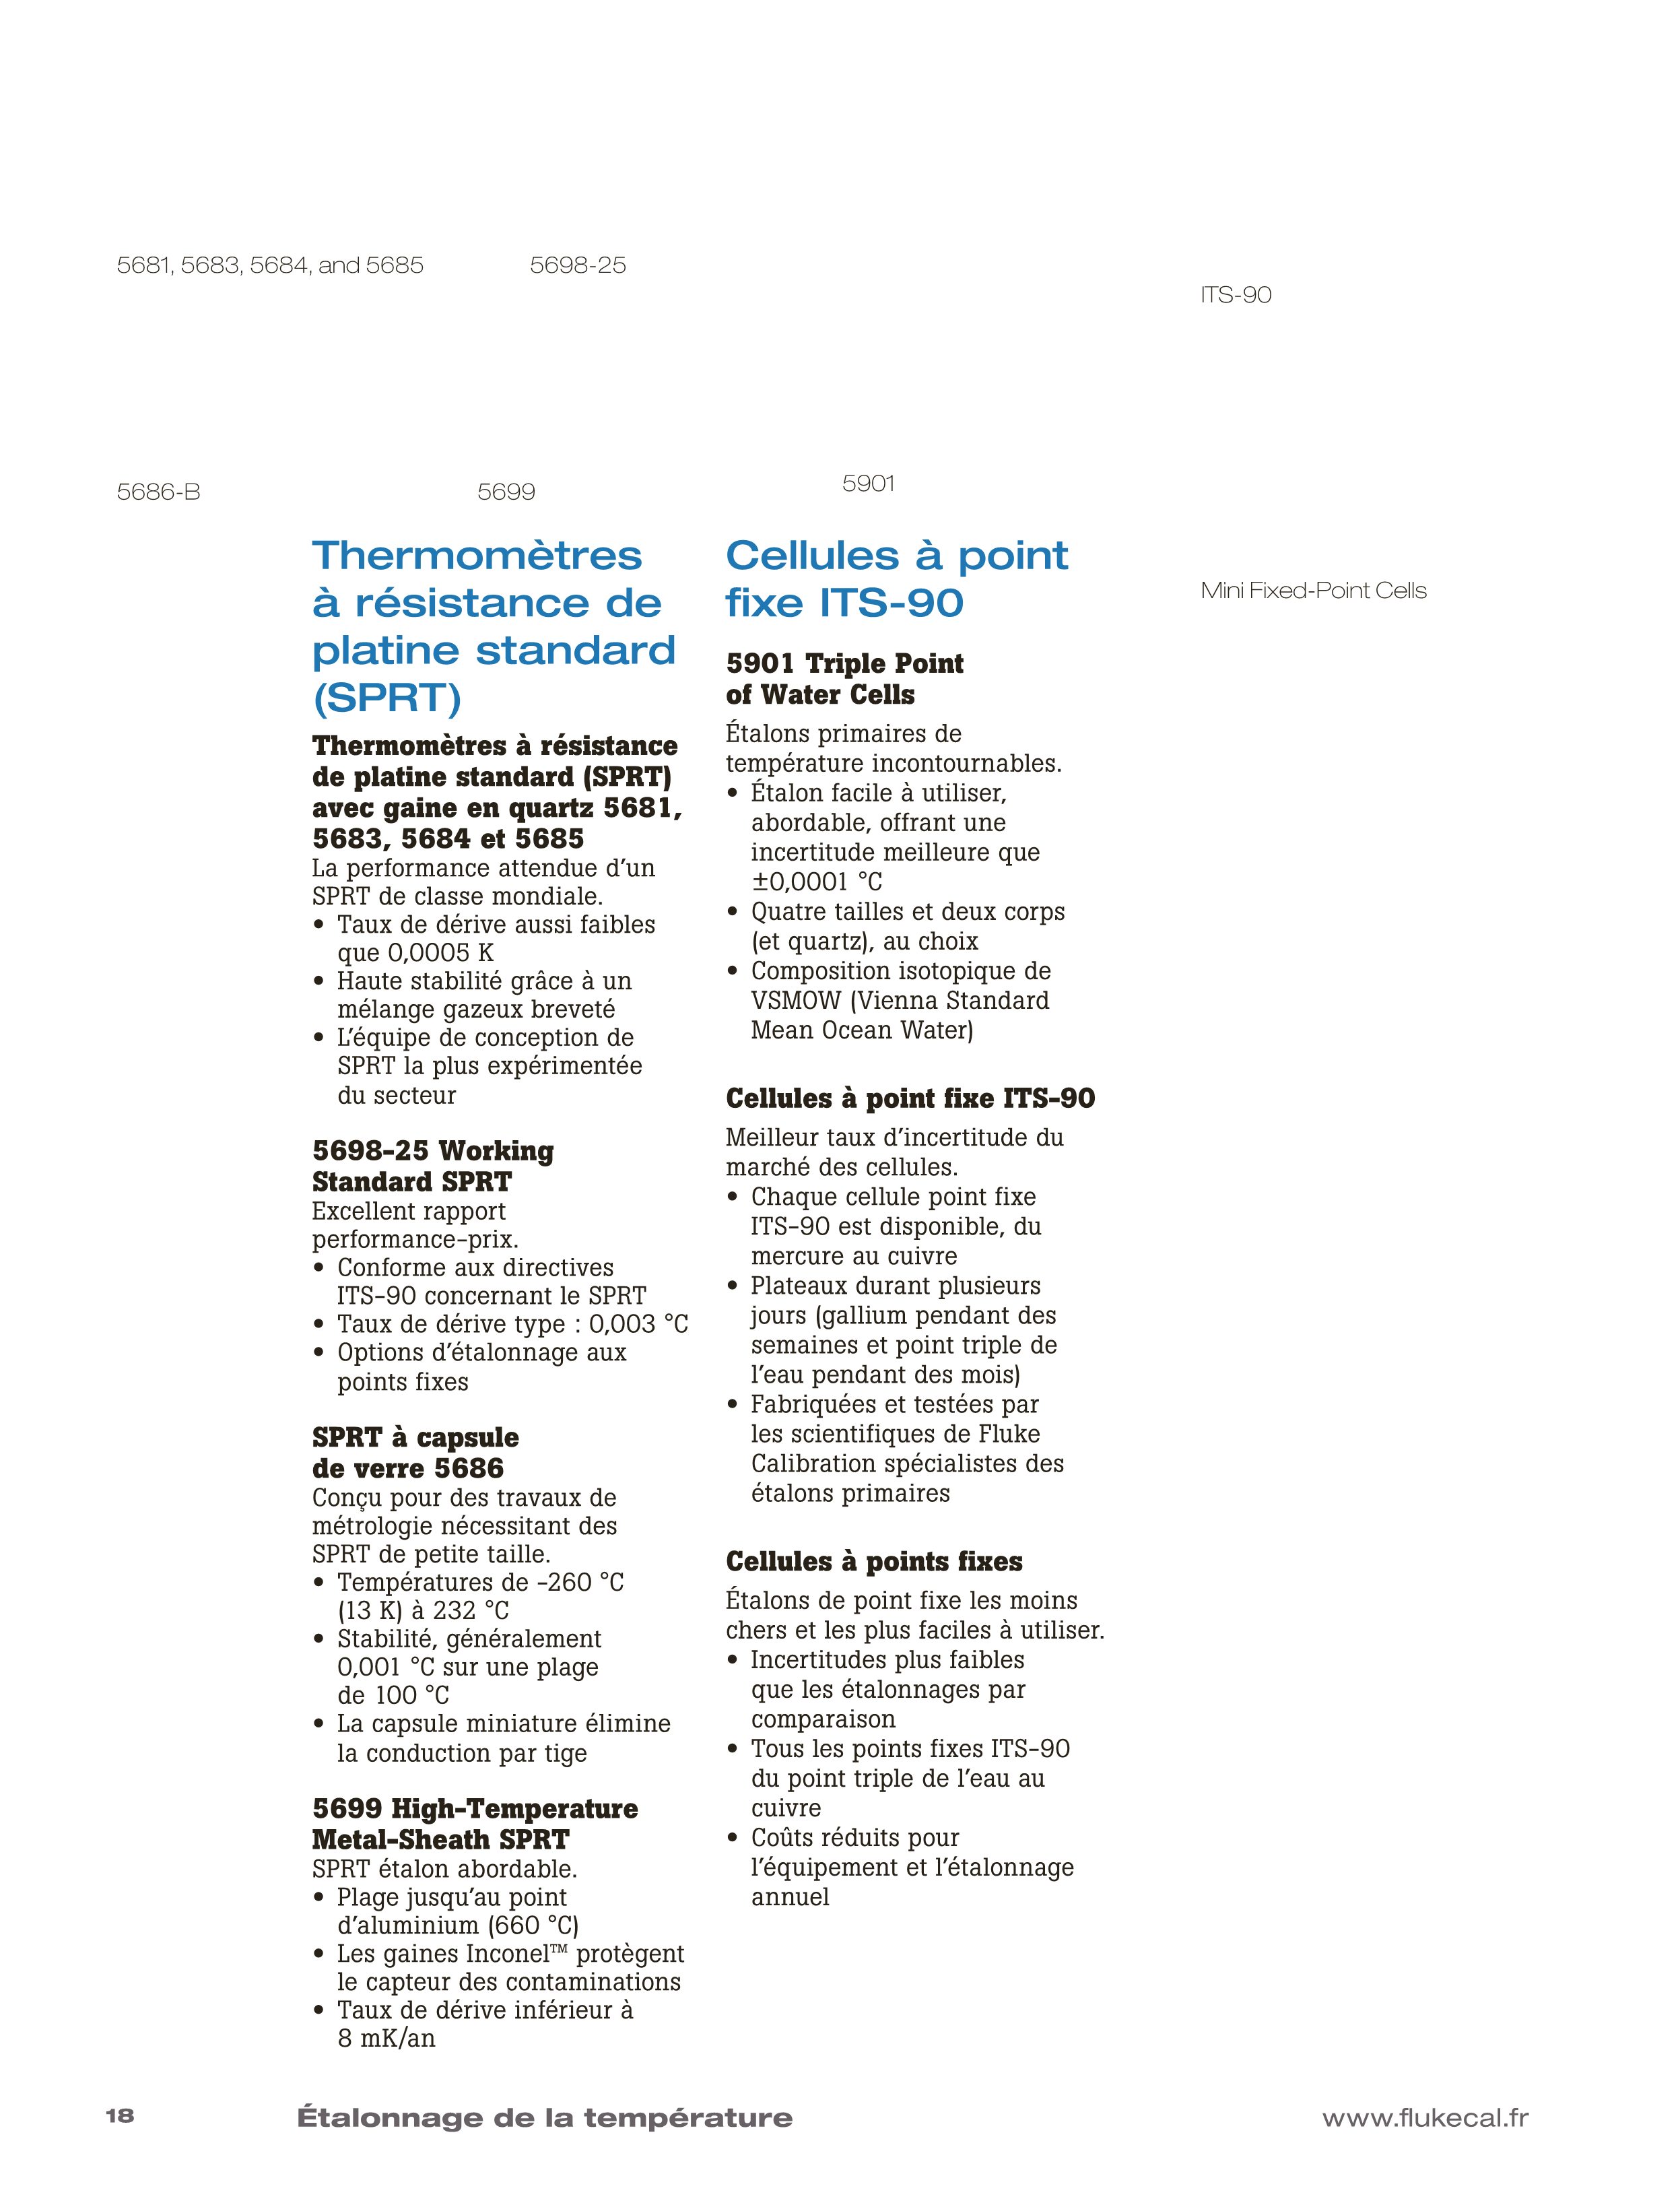 5681, 5683, 5684, and 5685
5698-25
ITS-90
5686-B
5699
5901
Mini Fixed-Point Cells
Thermomètres
à résistance de
platine standard
(SPRT)
Thermomètres à résistance
de platine standard (SPRT)
avec gaine en quartz 5681,
5683, 5684 et 5685
La performance attendue d’un
SPRT de classe mondiale.
• Taux de dérive aussi faibles
que 0,0005 K
• Haute stabilité grâce à un
mélange gazeux breveté
• L’équipe de conception de
SPRT la plus expérimentée
du secteur
5698-25 Working
Standard SPRT
Excellent rapport
performance-prix.
• Conforme aux directives
ITS-90 concernant le SPRT
• Taux de dérive type : 0,003 °C
• Options d’étalonnage aux
points fixes
SPRT à capsule
de verre 5686
Conçu pour des travaux de
métrologie nécessitant des
SPRT de petite taille.
• Températures de -260 °C
(13 K) à 232 °C
• Stabilité, généralement
0,001 °C sur une plage
de 100 °C
• La capsule miniature élimine
la conduction par tige
5699 High-Temperature
Metal-Sheath SPRT
SPRT étalon abordable.
• Plage jusqu’au point
d’aluminium (660 °C)
• Les gaines Inconel™ protègent
le capteur des contaminations
• Taux de dérive inférieur à
8 mK/an
Cellules à point
fixe ITS-90
5901 Triple Point
of Water Cells
Étalons primaires de
température incontournables.
• Étalon facile à utiliser,
abordable, offrant une
incertitude meilleure que
±0,0001 °C
• Quatre tailles et deux corps
(et quartz), au choix
• Composition isotopique de
VSMOW (Vienna Standard
Mean Ocean Water)
Cellules à point fixe ITS-90
Meilleur taux d’incertitude du
marché des cellules.
• Chaque cellule point fixe
ITS-90 est disponible, du
mercure au cuivre
• Plateaux durant plusieurs
jours (gallium pendant des
semaines et point triple de
l’eau pendant des mois)
• Fabriquées et testées par
les scientifiques de Fluke
Calibration spécialistes des
étalons primaires
Cellules à points fixes
Étalons de point fixe les moins
chers et les plus faciles à utiliser.
• Incertitudes plus faibles
que les étalonnages par
comparaison
• Tous les points fixes ITS-90
du point triple de l’eau au
cuivre
• Coûts réduits pour
l’équipement et l’étalonnage
annuel
18
Étalonnage de la température
www.flukecal.fr